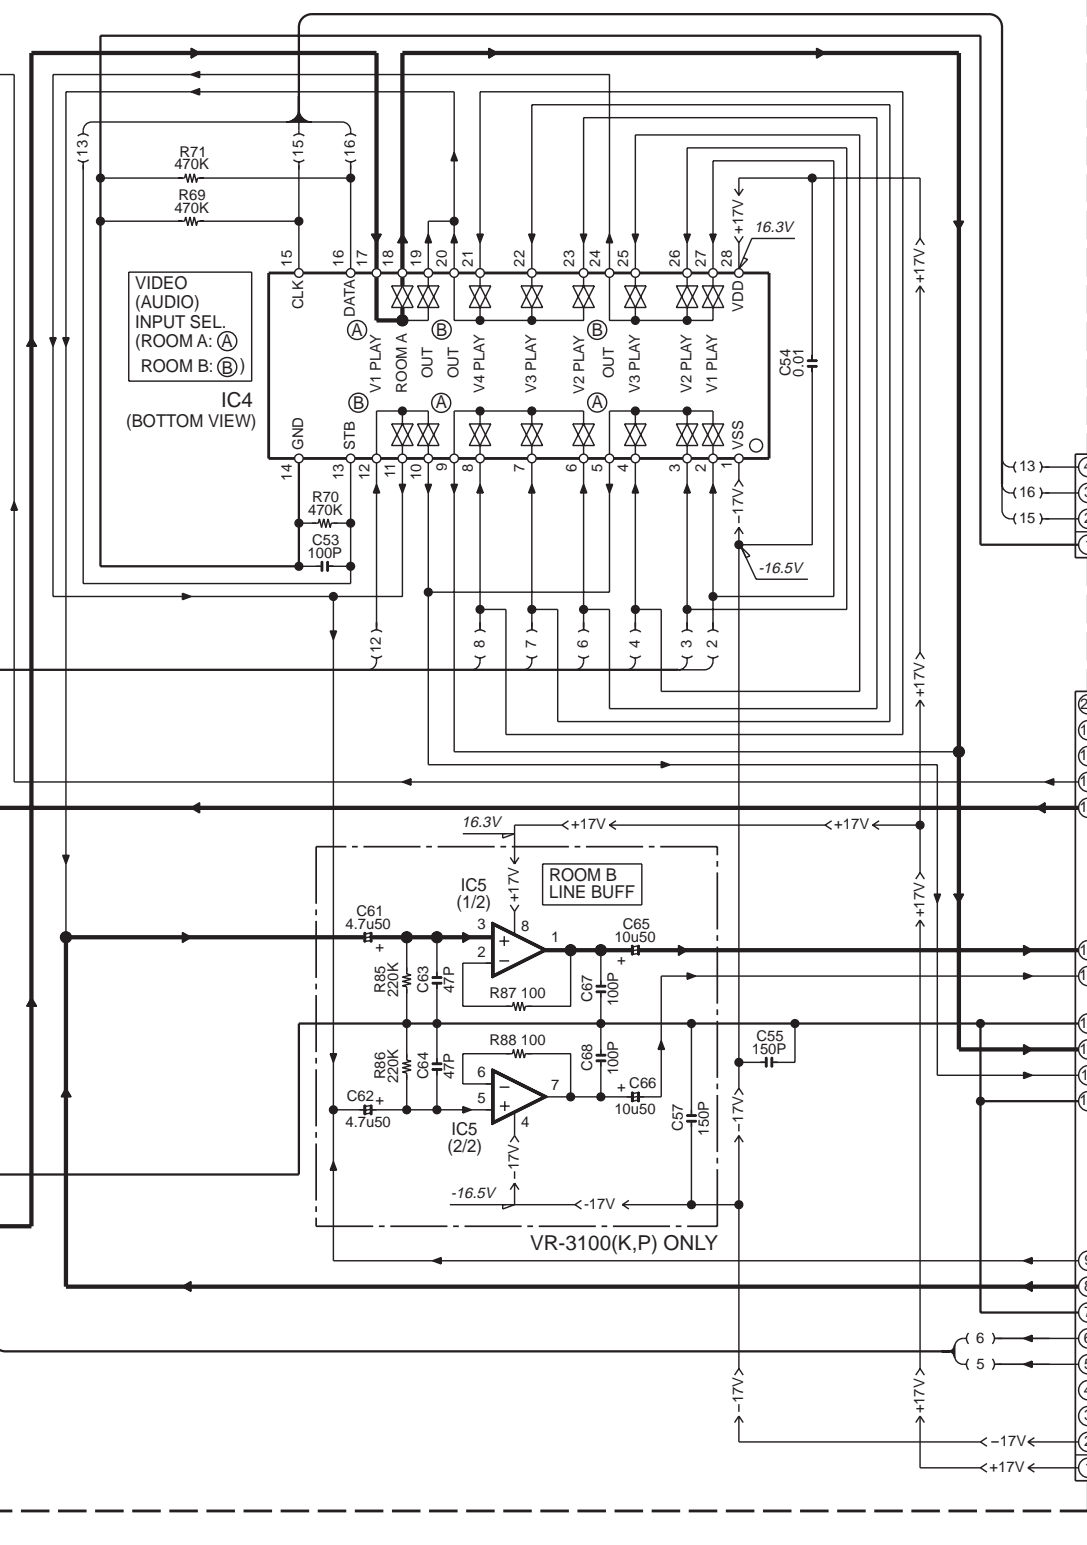 (13)
(15)
(16)
R71
470K
R69
470K
+17V
16.3V
+17V
15
16
17
18
19
20
21
22
23
24
25
26
27
28
VIDEO
(AUDIO)
INPUT SEL.
(ROOM A: A
ROOM B: B)
IC4
(BOTTOM VIEW)
CLK
DATA
A
V1 PLAY
ROOM A
OUT
B
OUT
V4 PLAY
V3 PLAY
V2 PLAY
B
OUT
V3 PLAY
V2 PLAY
V1 PLAY
VDD
C54
0.01
GND
STB
B
A
A
VSS
14
13
12
11
10
9
8
7
6
5
4
3
2
1
R70
470K
C53
100P
-17V
-16.5V
(13)
(16)
(15)
(12)
(8)
(7)
(6)
(4)
(3)
(2)
+17V
16.3V
+17V
+17V
+17V
ROOM B
LINE BUFF
IC5
(1/2)
+17V
C61
4.7u50
+
3
2
8
1
+
−
C65
10u50
+
R85
220K
C63
47P
R87 100
C67
100P
R86
220K
C64
47P
R88 100
C68
100P
C55
150P
C62
4.7u50
+
6
5
7
4
−
+
+
C66
10u50
IC5
(2/2)
-17V
C57
150P
-17V
-16.5V
-17V
VR-3100(K,P) ONLY
(6)
(5)
-17V
+17V
−17V
+17V